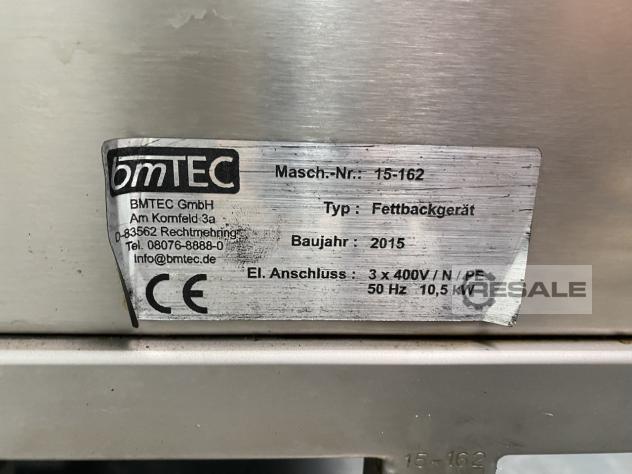 bmTEC
BMTEC GmbH
Am Kornfeld 3a
D-83562 Rechtmehring
Tel. 08076-8888-0
Info@bmtec.de
CE
Masch.-Nr.: 15-162
Typ : Fettbackgerät
Baujahr : 2015
El. Anschluss : 3 x 400V / N / PE
50 Hz 10,5 kW
RESALE
15-162